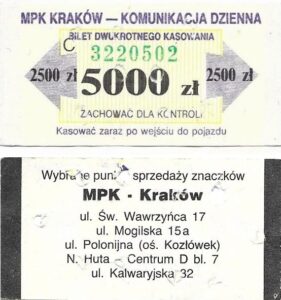 MPK KRAKÓW — KOMUNIKACJA DZIENNA
BILET DWUKROTNEGO KASOWANIA
C 3220502
2500 zł 5000 zł 2500 zł
ZACHOWAĆ DLA KONTROLI
Kasować zaraz po wejściu do pojazdu
Wybrane punkty sprzedaży znaczków
MPK - Kraków
ul. Św. Wawrzyńca 17
ul. Mogilska 15a
ul. Polonijna (oś. Kozłówek)
N. Huta - Centrum D bl. 7
ul. Kalwaryjska 32